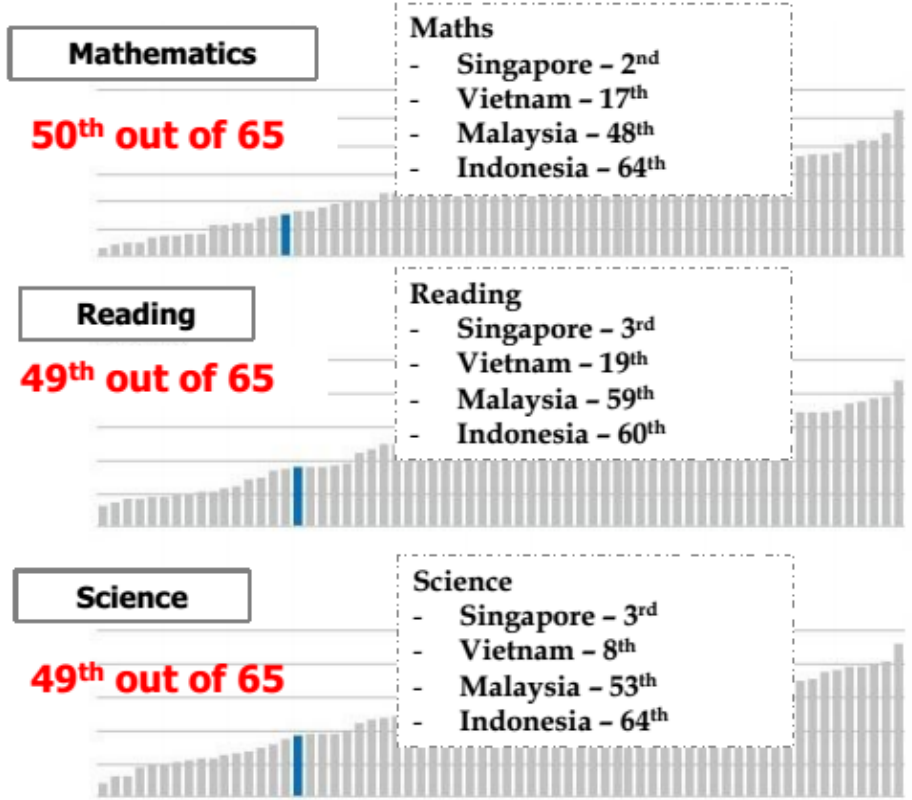 Mathematics
50th out of 65
Maths
- Singapore – 2nd
- Vietnam – 17th
- Malaysia – 48th
- Indonesia – 64th
Reading
49th out of 65
Reading
- Singapore – 3rd
- Vietnam – 19th
- Malaysia – 59th
- Indonesia – 60th
Science
49th out of 65
Science
- Singapore – 3rd
- Vietnam – 8th
- Malaysia – 53th
- Indonesia – 64th